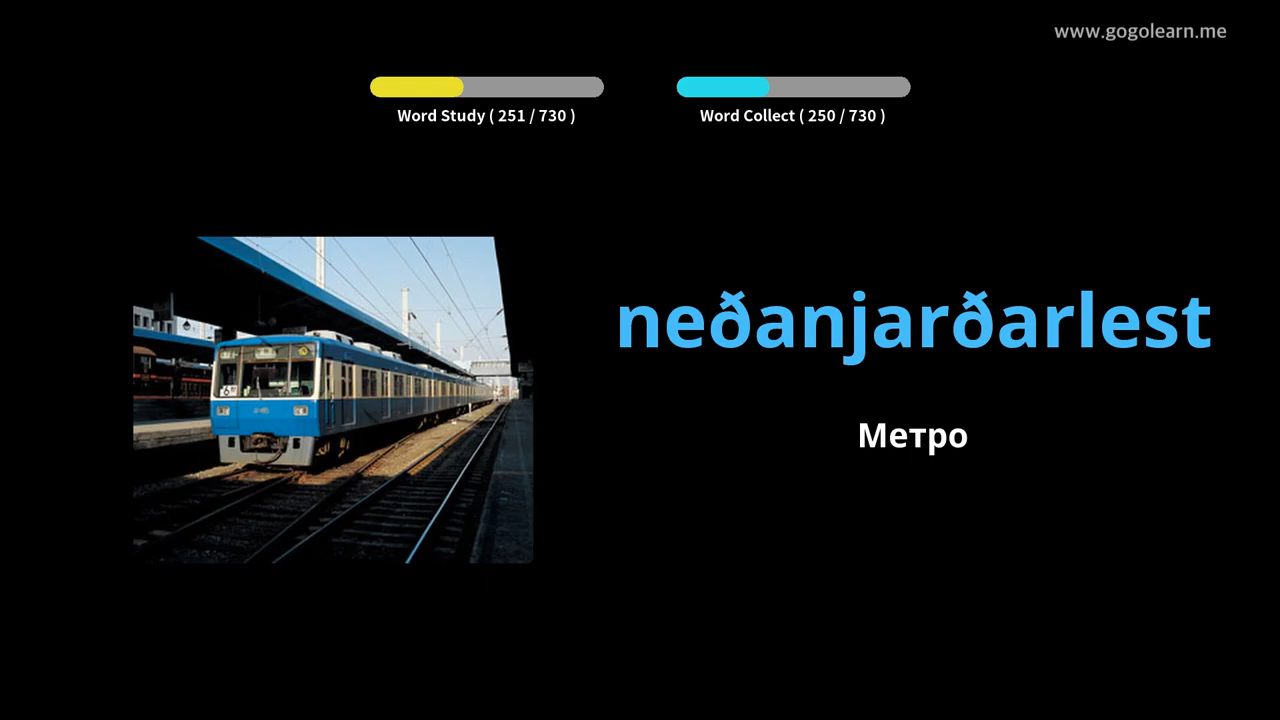 www.gogolearn.me
Word Study ( 251 / 730 )
Word Collect ( 250 / 730 )
neðanjarðarlest
Метро